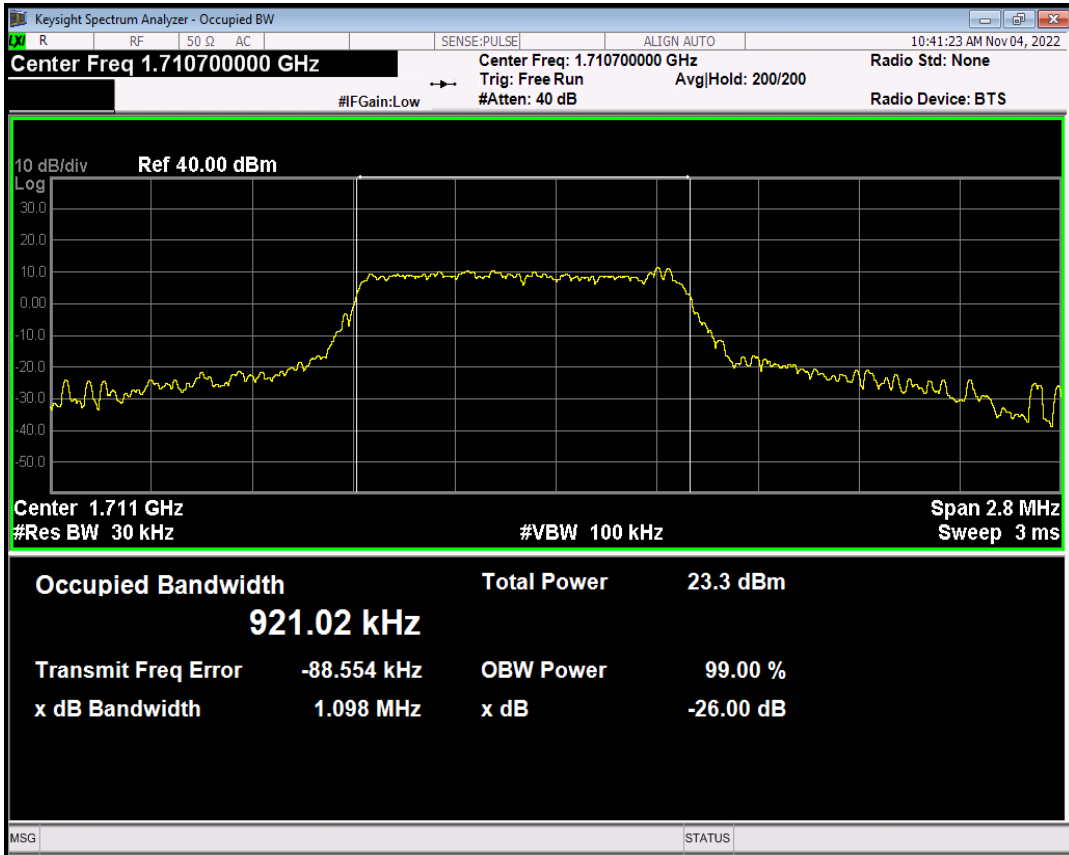 Keysight Spectrum Analyzer - Occupied BW
LXI R RF 50 Ω AC SENSE:PULSE ALIGN AUTO 10:41:23 AM Nov 04, 2022
Center Freq 1.710700000 GHz Center Freq: 1.710700000 GHz Radio Std: None
Trig: Free Run Avg|Hold: 200/200
#IFGain:Low #Atten: 40 dB Radio Device: BTS
10 dB/div Ref 40.00 dBm
Log
30.0
20.0
10.0
0.00
-10.0
-20.0
-30.0
-40.0
-50.0
Center 1.711 GHz Span 2.8 MHz
#Res BW 30 kHz #VBW 100 kHz Sweep 3 ms
Occupied Bandwidth Total Power 23.3 dBm
921.02 kHz
Transmit Freq Error -88.554 kHz OBW Power 99.00 %
x dB Bandwidth 1.098 MHz x dB -26.00 dB
MSG STATUS